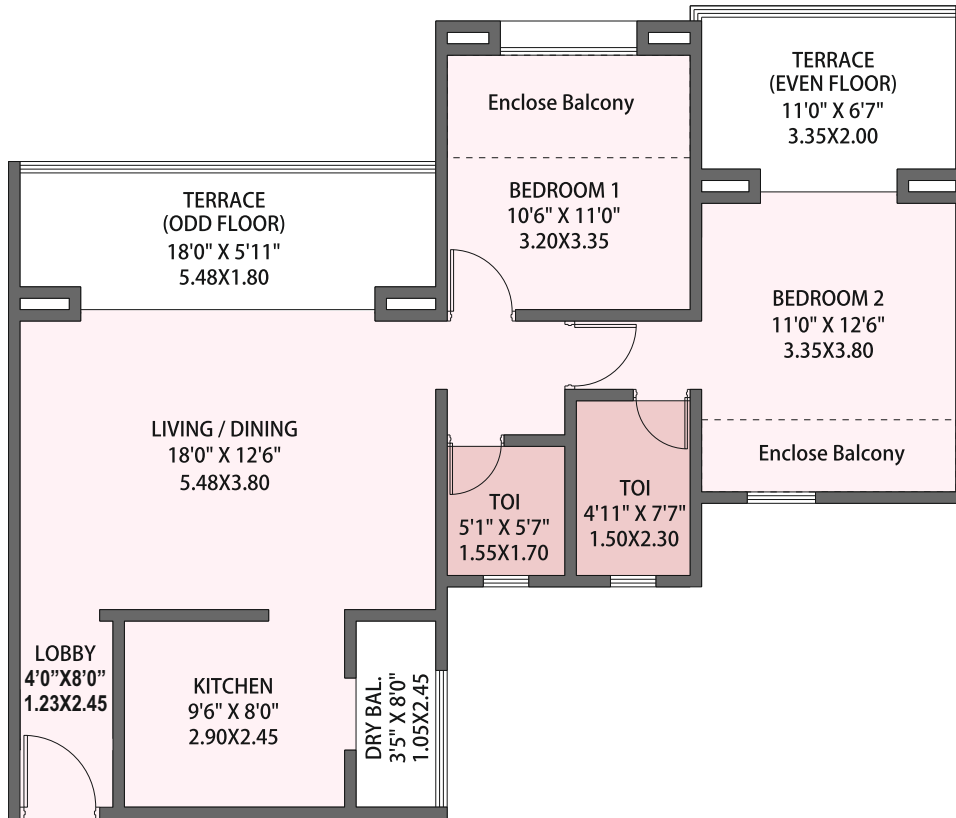 TERRACE
(EVEN FLOOR)
11'0" X 6'7"
3.35X2.00
Enclose Balcony
BEDROOM 1
10'6" X 11'0"
3.20X3.35
TERRACE
(ODD FLOOR)
18'0" X 5'11"
5.48X1.80
BEDROOM 2
11'0" X 12'6"
3.35X3.80
Enclose Balcony
LIVING / DINING
18'0" X 12'6"
5.48X3.80
TOI
5'1" X 5'7"
1.55X1.70
TOI
4'11" X 7'7"
1.50X2.30
LOBBY
4’0”X8’0”
1.23X2.45
KITCHEN
9'6" X 8'0"
2.90X2.45
DRY BAL.
3'5" X 8'0"
1.05X2.45